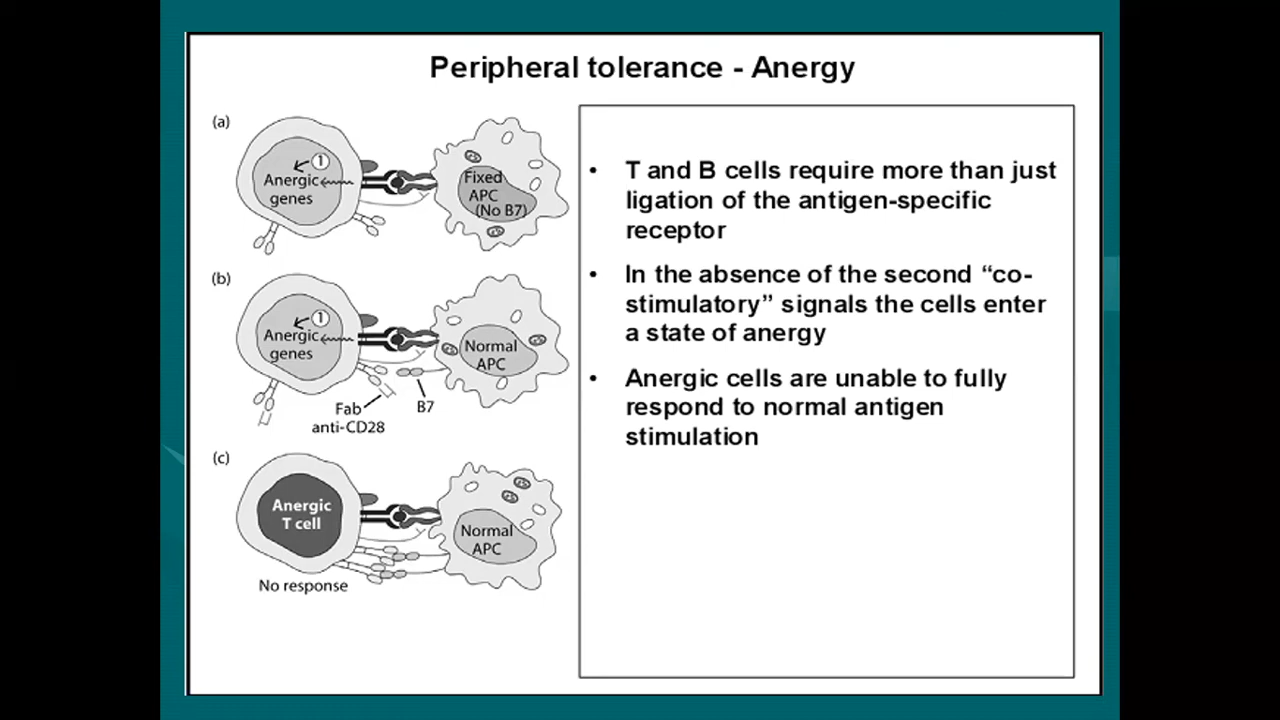 Peripheral tolerance - Anergy
(a)
1
Anergic
genes
Fixed
APC
(No B7)
(b)
1
Anergic
genes
Normal
APC
Fab
anti-CD28
B7
(c)
Anergic
T cell
Normal
APC
No response
• T and B cells require more than just
ligation of the antigen-specific
receptor
• In the absence of the second “co-
stimulatory” signals the cells enter
a state of anergy
• Anergic cells are unable to fully
respond to normal antigen
stimulation